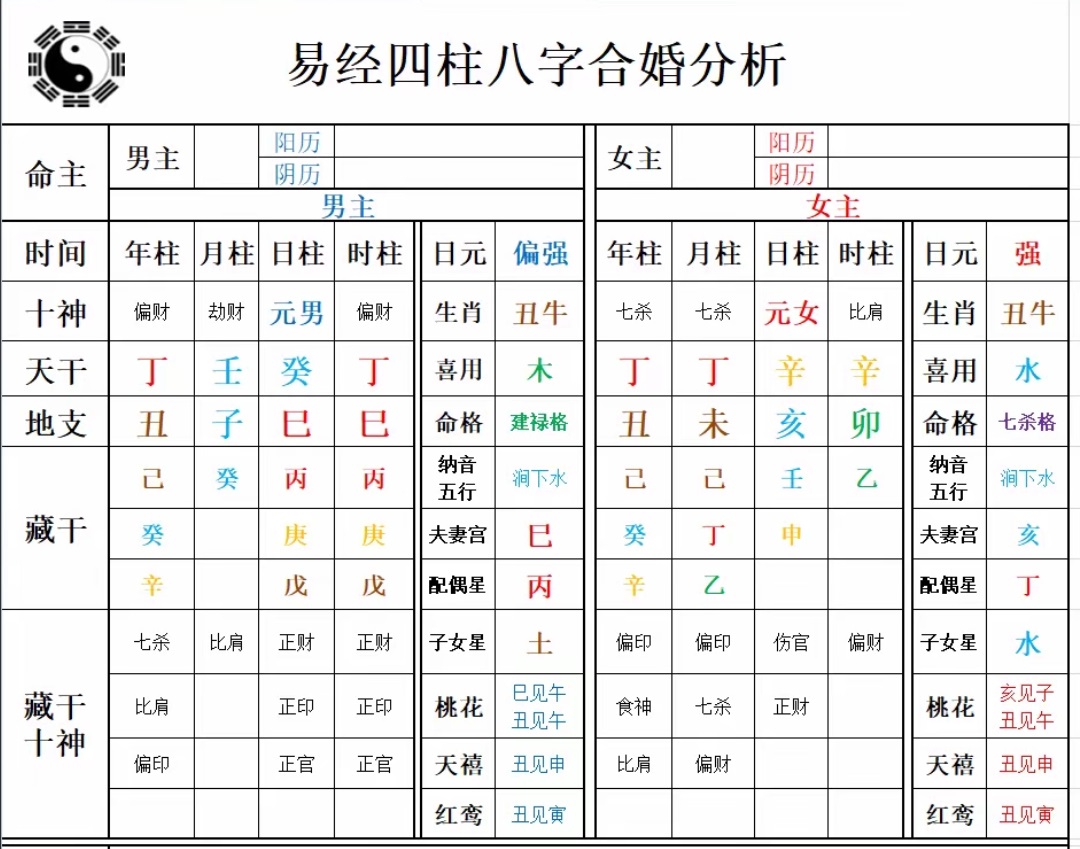 易经四柱八字合婚分析
命主 男主 阳历 女主 阳历
阴历 阴历
男主 女主
时间 年柱 月柱 日柱 时柱 日元 偏强 年柱 月柱 日柱 时柱 日元 强
十神 偏财 劫财 元男 偏财 生肖 丑牛 七杀 七杀 元女 比肩 生肖 丑牛
天干 丁 壬 癸 丁 喜用 木 丁 丁 辛 辛 喜用 水
地支 丑 子 巳 巳 命格 建禄格 丑 未 亥 卯 命格 七杀格
藏干 己 癸 丙 丙 纳音五行 涧下水 己 己 壬 乙 纳音五行 涧下水
癸 庚 庚 夫妻宫 巳 癸 丁 申 夫妻宫 亥
辛 戊 戊 配偶星 丙 辛 乙 配偶星 丁
藏干十神 七杀 比肩 正财 正财 子女星 土 偏印 偏印 伤官 偏财 子女星 水
比肩 正印 正印 桃花 巳见午 丑见午 食神 七杀 正财 桃花 亥见子 丑见午
偏印 正官 正官 天禧 丑见申 比肩 偏财 天禧 丑见申
红鸾 丑见寅 红鸾 丑见寅